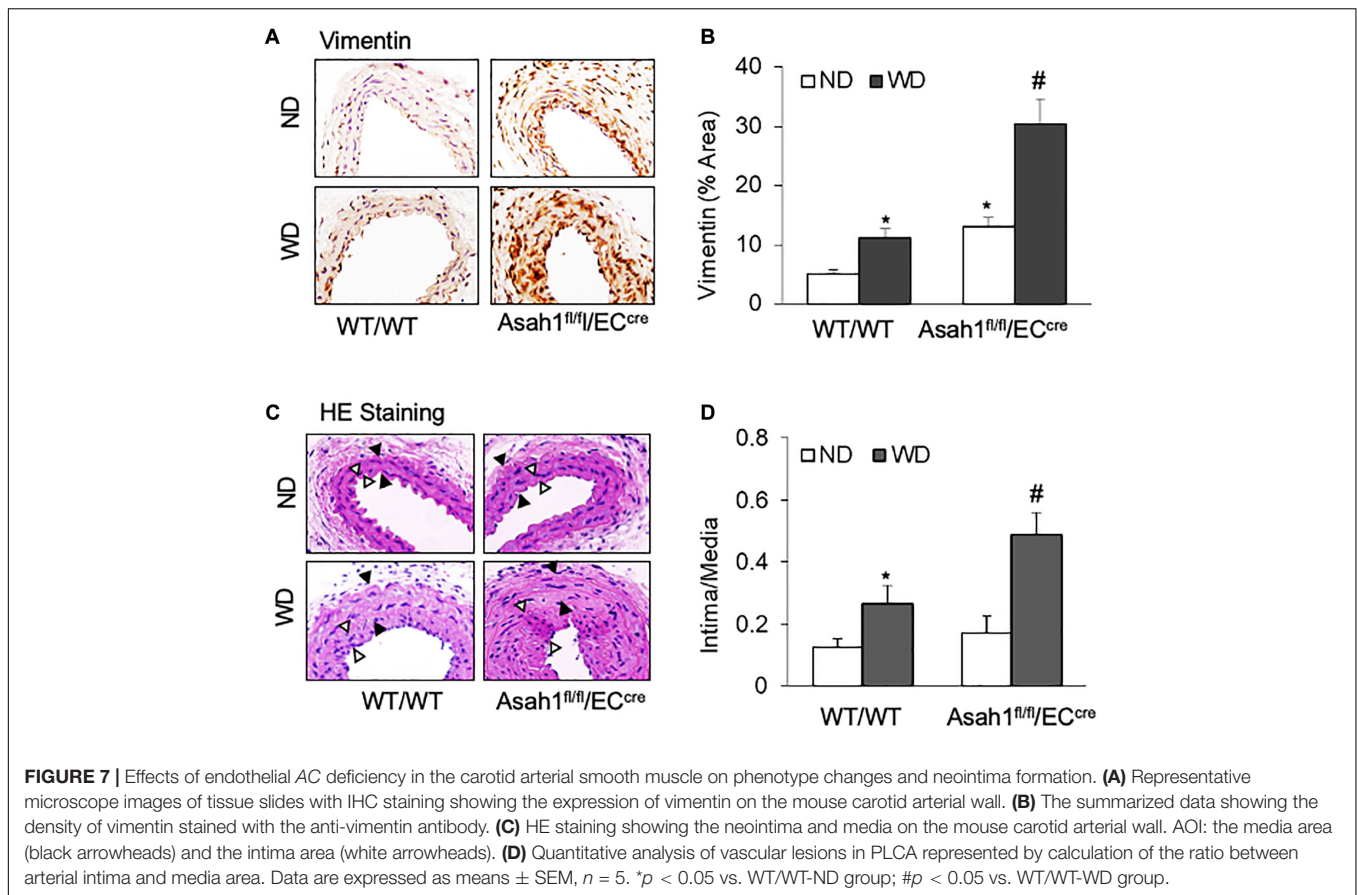 A Vimentin
ND
WD
WT/WT Asah1fl/fl/ECcre
B
ND WD
Vimentin (% Area)
40
30
20
10
0
*
*
#
WT/WT Asah1fl/fl/ECcre
C HE Staining
ND
WD
WT/WT Asah1fl/fl/ECcre
D
ND WD
Intima/Media
0.8
0.6
0.4
0.2
0
*
#
WT/WT Asah1fl/fl/ECcre
FIGURE 7 | Effects of endothelial AC deficiency in the carotid arterial smooth muscle on phenotype changes and neointima formation. (A) Representative
microscope images of tissue slides with IHC staining showing the expression of vimentin on the mouse carotid arterial wall. (B) The summarized data showing the
density of vimentin stained with the anti-vimentin antibody. (C) HE staining showing the neointima and media on the mouse carotid arterial wall. AOI: the media area
(black arrowheads) and the intima area (white arrowheads). (D) Quantitative analysis of vascular lesions in PLCA represented by calculation of the ratio between
arterial intima and media area. Data are expressed as means ± SEM, n = 5. *p < 0.05 vs. WT/WT-ND group; #p < 0.05 vs. WT/WT-WD group.